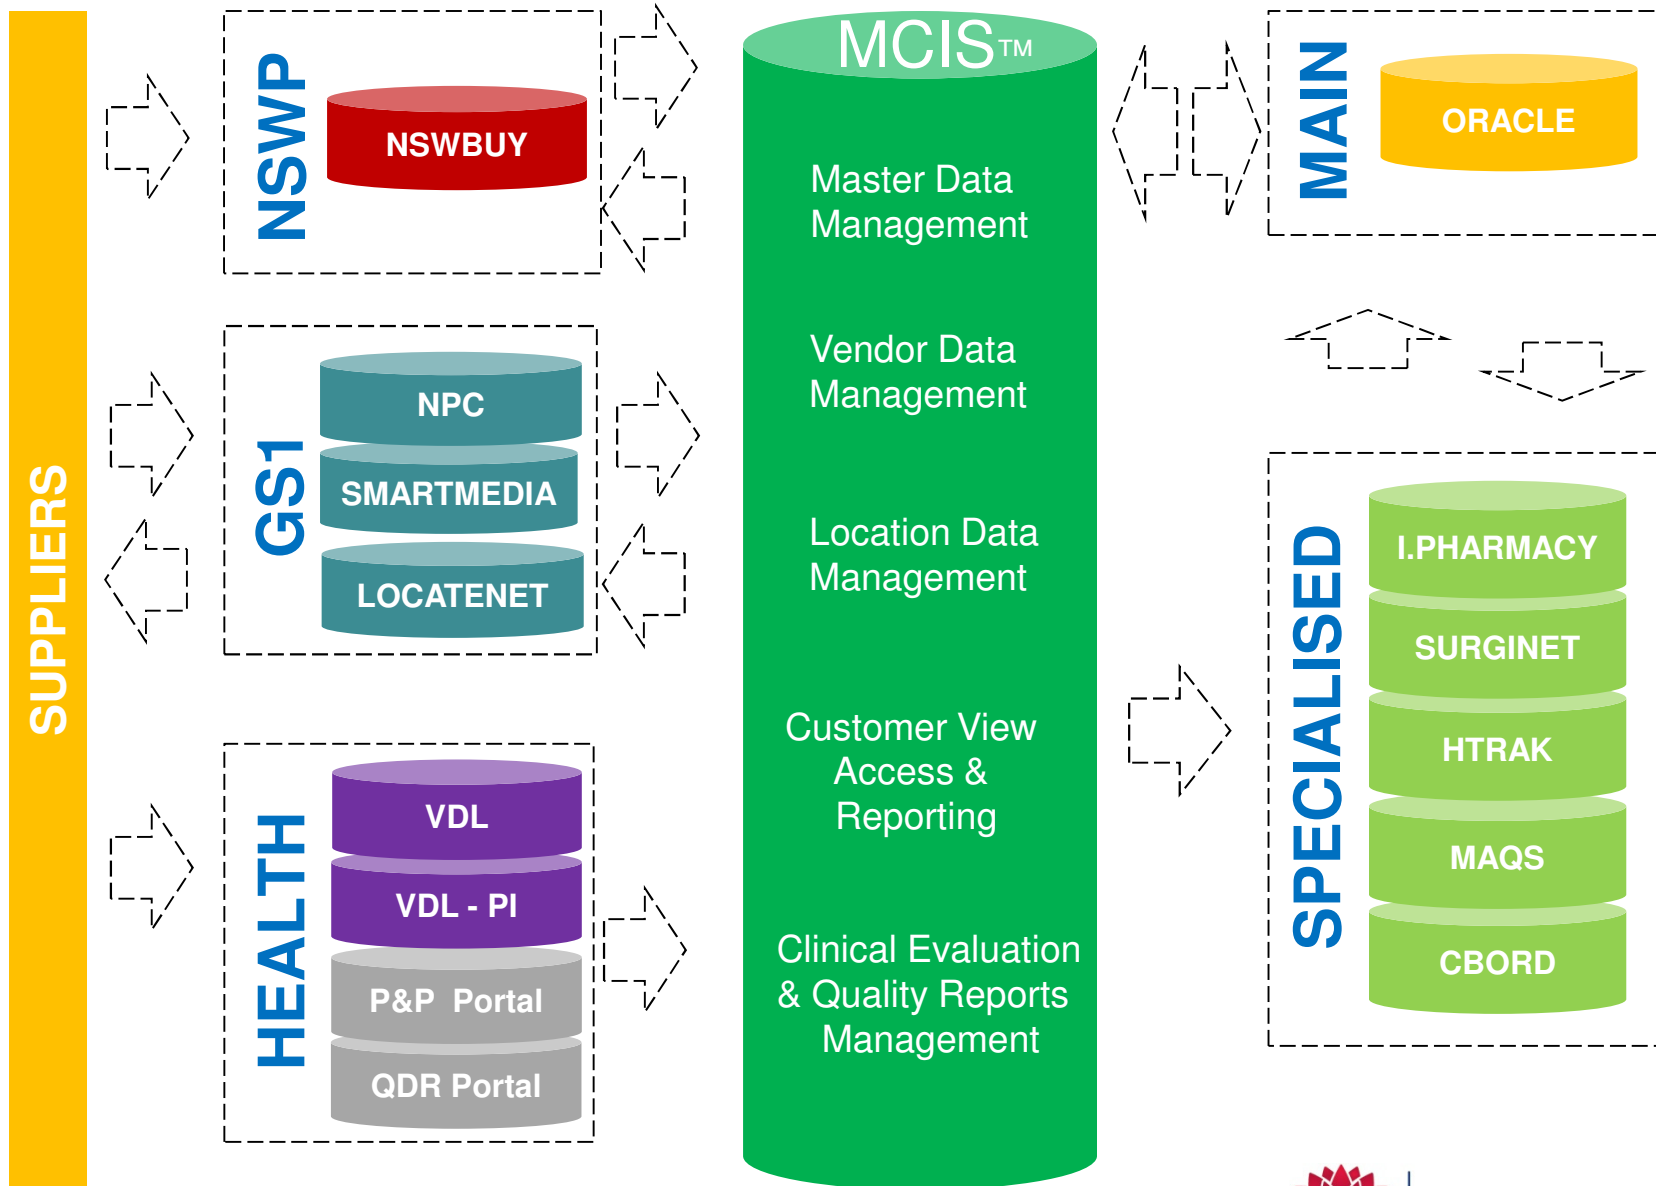 SUPPLIERS
NSWP
NSWBUY
GS1
NPC
SMARTMEDIA
LOCATENET
HEALTH
VDL
VDL - PI
P&P  Portal
QDR Portal
MCIS™
Master Data
Management
Vendor Data
Management
Location Data
Management
Customer View
Access &
Reporting
Clinical Evaluation
& Quality Reports
Management
MAIN
ORACLE
SPECIALISED
I.PHARMACY
SURGINET
HTRAK
MAQS
CBORD